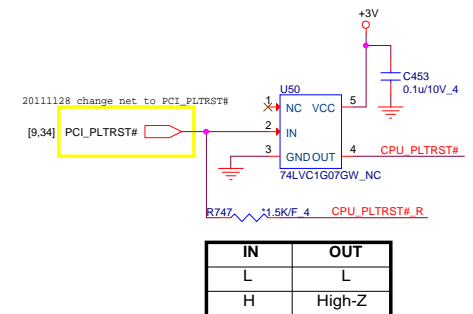 +3V
C453
0.1u/10V_4
20111128 change net to PCI_PLTRST#
U50
1 NC VCC 5
[9,34] PCI_PLTRST# 2 IN
3 GND OUT 4 CPU_PLTRST#
74LVC1G07GW_NC
R747 *1.5K/F_4 CPU_PLTRST#_R
IN OUT
L L
H High-Z